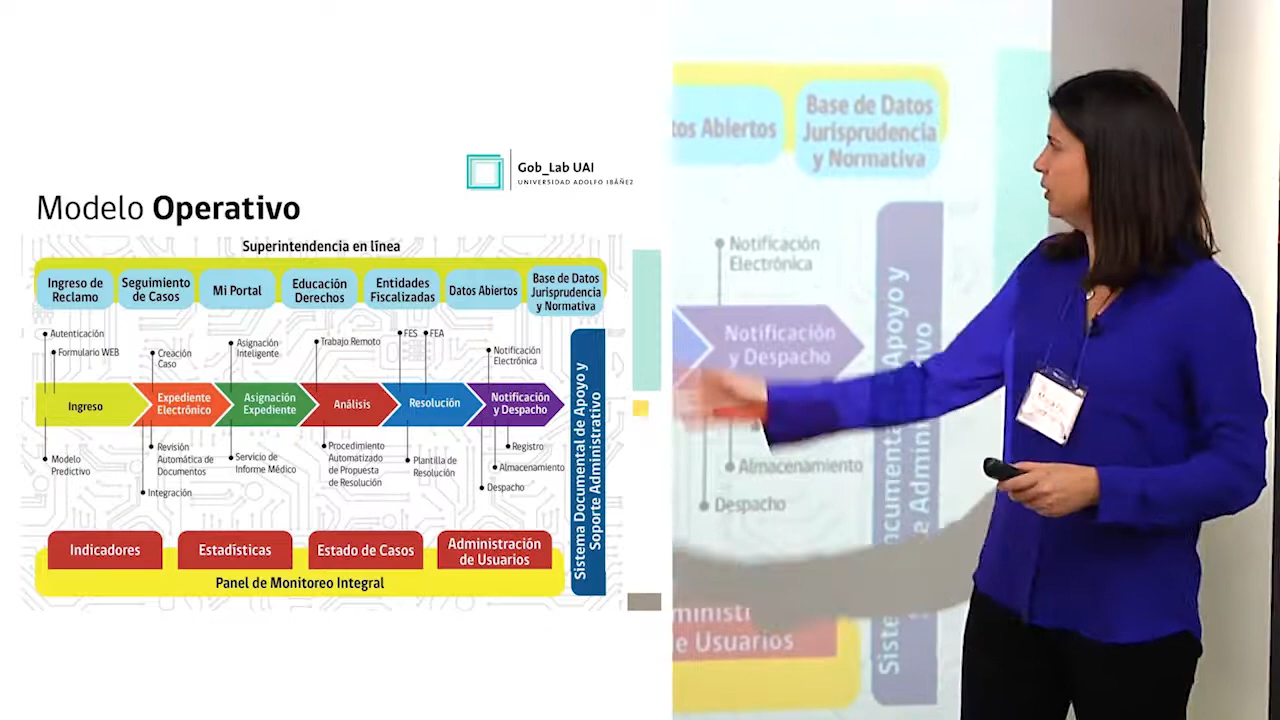 Gob_Lab UAI
UNIVERSIDAD ADOLFO IBÁÑEZ
Modelo Operativo
Superintendencia en línea
Ingreso de
Reclamo
Seguimiento
de Casos
Mi Portal
Educación
Derechos
Entidades
Fiscalizadas
Datos Abiertos
Base de Datos
Jurisprudencia
y Normativa
Autenticación
Formulario WEB
Creación
Caso
Asignación
Inteligente
Trabajo Remoto
FES
FEA
Notificación
Electrónica
Ingreso
Expediente
Electrónico
Asignación
Expediente
Análisis
Resolución
Notificación
y Despacho
Modelo
Predictivo
Revisión
Automática de
Documentos
Integración
Servicio de
Informe Médico
Procedimiento
Automatizado
de Propuesta
de Resolución
Plantilla de
Resolución
Registro
Almacenamiento
Despacho
Sistema Documental de Apoyo y
Soporte Administrativo
Indicadores
Estadísticas
Estado de Casos
Administración
de Usuarios
Panel de Monitoreo Integral
tos Abiertos
Base de Datos
Jurisprudencia
y Normativa
Notificación
Electrónica
Notificación
y Despacho
Almacenamiento
Despacho
de Usuarios